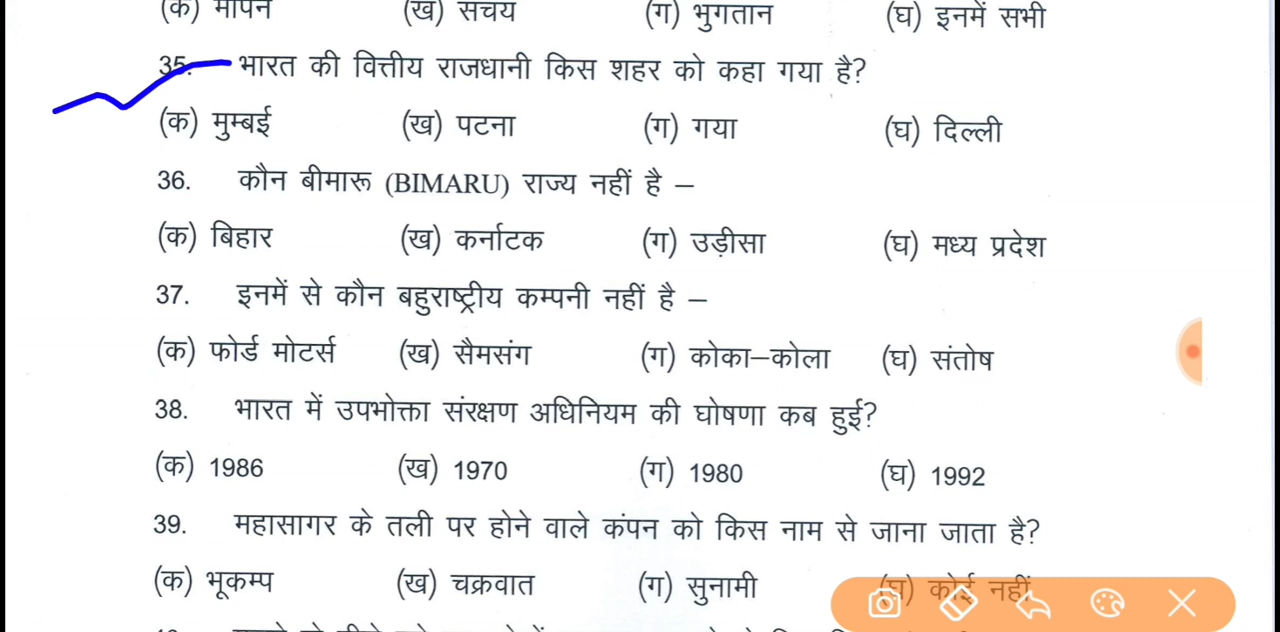 (क) मापन (ख) संचय (ग) भुगतान (घ) इनमें सभी
35. भारत की वित्तीय राजधानी किस शहर को कहा गया है?
(क) मुम्बई (ख) पटना (ग) गया (घ) दिल्ली
36. कौन बीमारू (BIMARU) राज्य नहीं है –
(क) बिहार (ख) कर्नाटक (ग) उड़ीसा (घ) मध्य प्रदेश
37. इनमें से कौन बहुराष्ट्रीय कम्पनी नहीं है –
(क) फोर्ड मोटर्स (ख) सैमसंग (ग) कोका–कोला (घ) संतोष
38. भारत में उपभोक्ता संरक्षण अधिनियम की घोषणा कब हुई?
(क) 1986 (ख) 1970 (ग) 1980 (घ) 1992
39. महासागर के तली पर होने वाले कंपन को किस नाम से जाना जाता है?
(क) भूकम्प (ख) चक्रवात (ग) सुनामी (घ) कोई नहीं